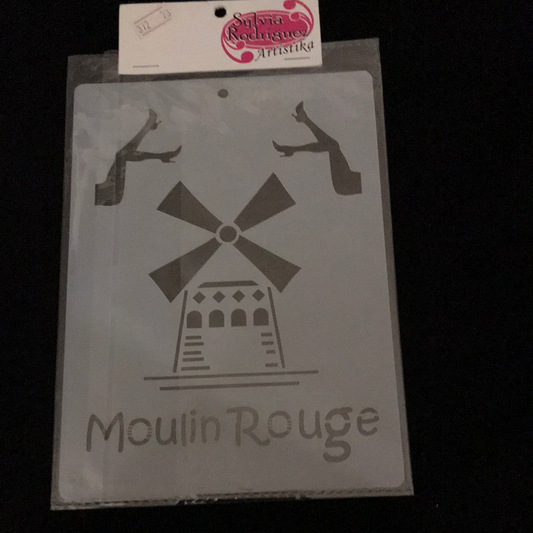 Sylvia
Rodriguez
Artistika
Moulin Rouge